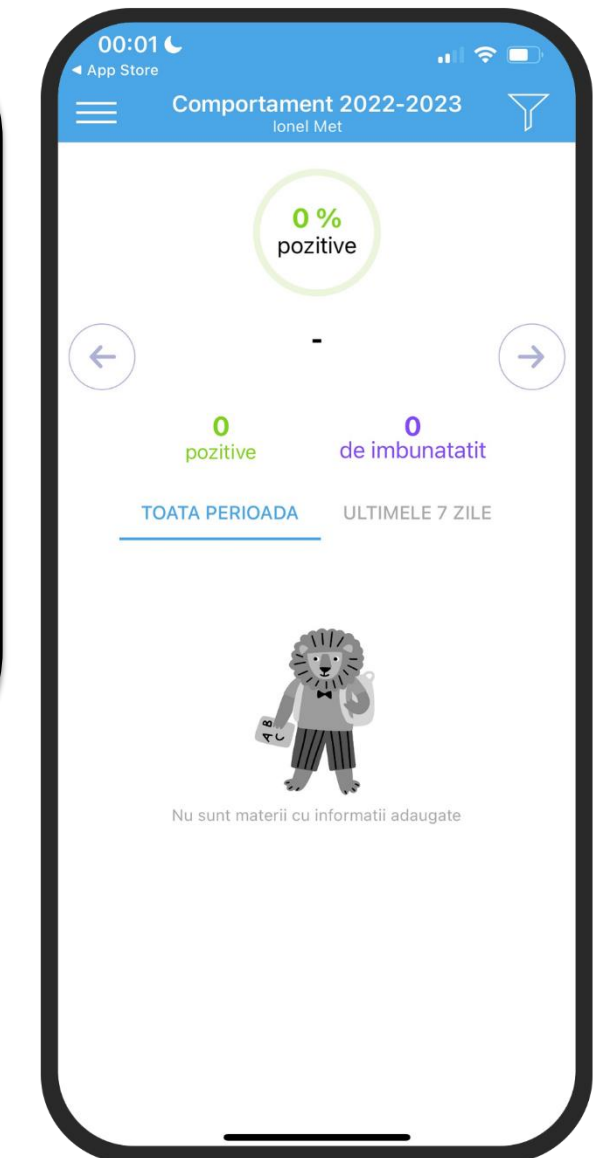 00:01
◀ App Store
Comportament 2022-2023
Ionel Met
0 %
pozitive
-
0
pozitive
0
de imbunatatit
TOATA PERIOADA
ULTIMELE 7 ZILE
A B
C
Nu sunt materii cu informatii adaugate